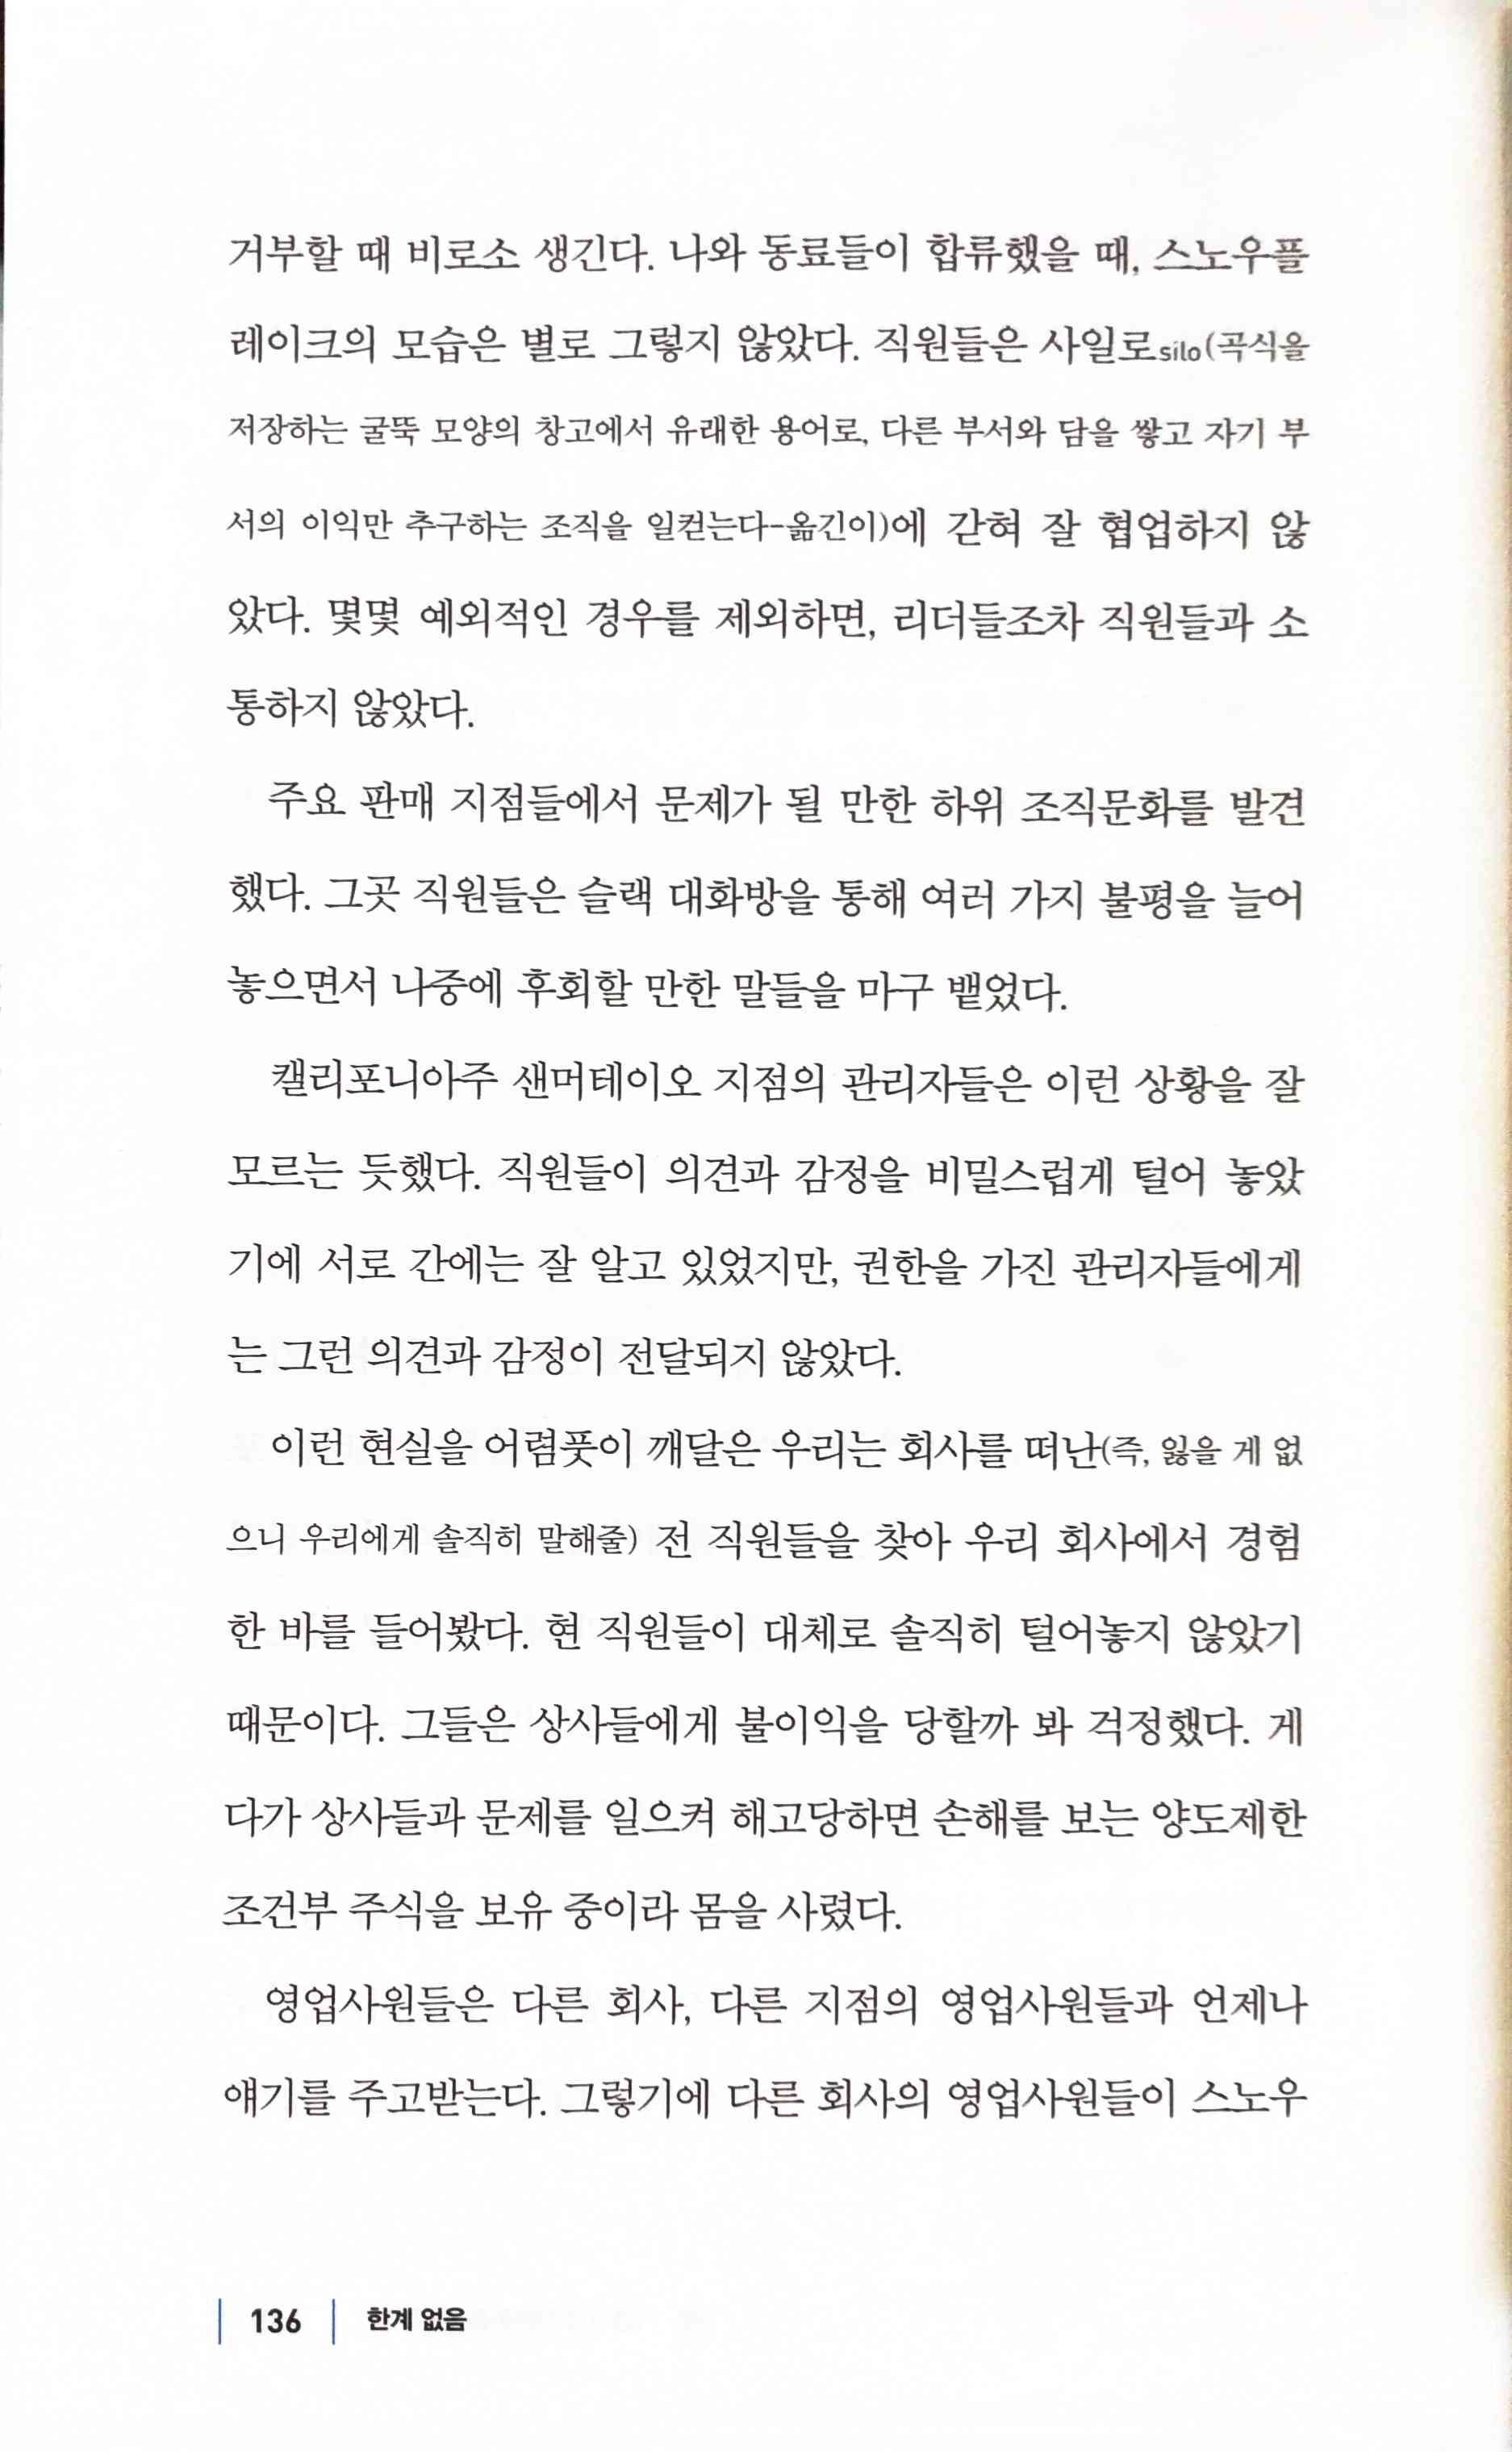 거부할 때 비로소 생긴다. 나와 동료들이 합류했을 때, 스노우플
레이크의 모습은 별로 그렇지 않았다. 직원들은 사일로silo(곡식을
저장하는 굴뚝 모양의 창고에서 유래한 용어로, 다른 부서와 담을 쌓고 자기 부
서의 이익만 추구하는 조직을 일컫는다-옮긴이)에 갇혀 잘 협업하지 않
았다. 몇몇 예외적인 경우를 제외하면, 리더들조차 직원들과 소
통하지 않았다.
주요 판매 지점들에서 문제가 될 만한 하위 조직문화를 발견
했다. 그곳 직원들은 슬랙 대화방을 통해 여러 가지 불평을 늘어
놓으면서 나중에 후회할 만한 말들을 마구 뱉었다.
캘리포니아주 샌머테이오 지점의 관리자들은 이런 상황을 잘
모르는 듯했다. 직원들이 의견과 감정을 비밀스럽게 털어 놓았
기에 서로 간에는 잘 알고 있었지만, 권한을 가진 관리자들에게
는 그런 의견과 감정이 전달되지 않았다.
이런 현실을 어렴풋이 깨달은 우리는 회사를 떠난(즉, 잃을 게 없
으니 우리에게 솔직히 말해줄) 전 직원들을 찾아 우리 회사에서 경험
한 바를 들어봤다. 현 직원들이 대체로 솔직히 털어놓지 않았기
때문이다. 그들은 상사들에게 불이익을 당할까 봐 걱정했다. 게
다가 상사들과 문제를 일으켜 해고당하면 손해를 보는 양도제한
조건부 주식을 보유 중이라 몸을 사렸다.
영업사원들은 다른 회사, 다른 지점의 영업사원들과 언제나
얘기를 주고받는다. 그렇기에 다른 회사의 영업사원들이 스노우
136 한계 없음